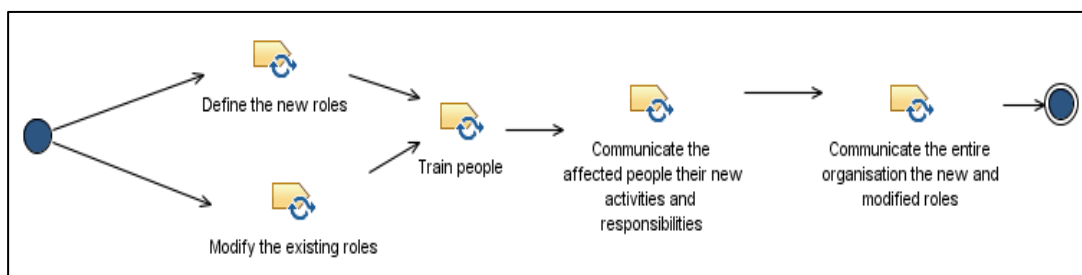 Define the new roles
Modify the existing roles
Train people
Communicate the
affected people their new
activities and
responsibilities
Communicate the entire
organisation the new and
modified roles